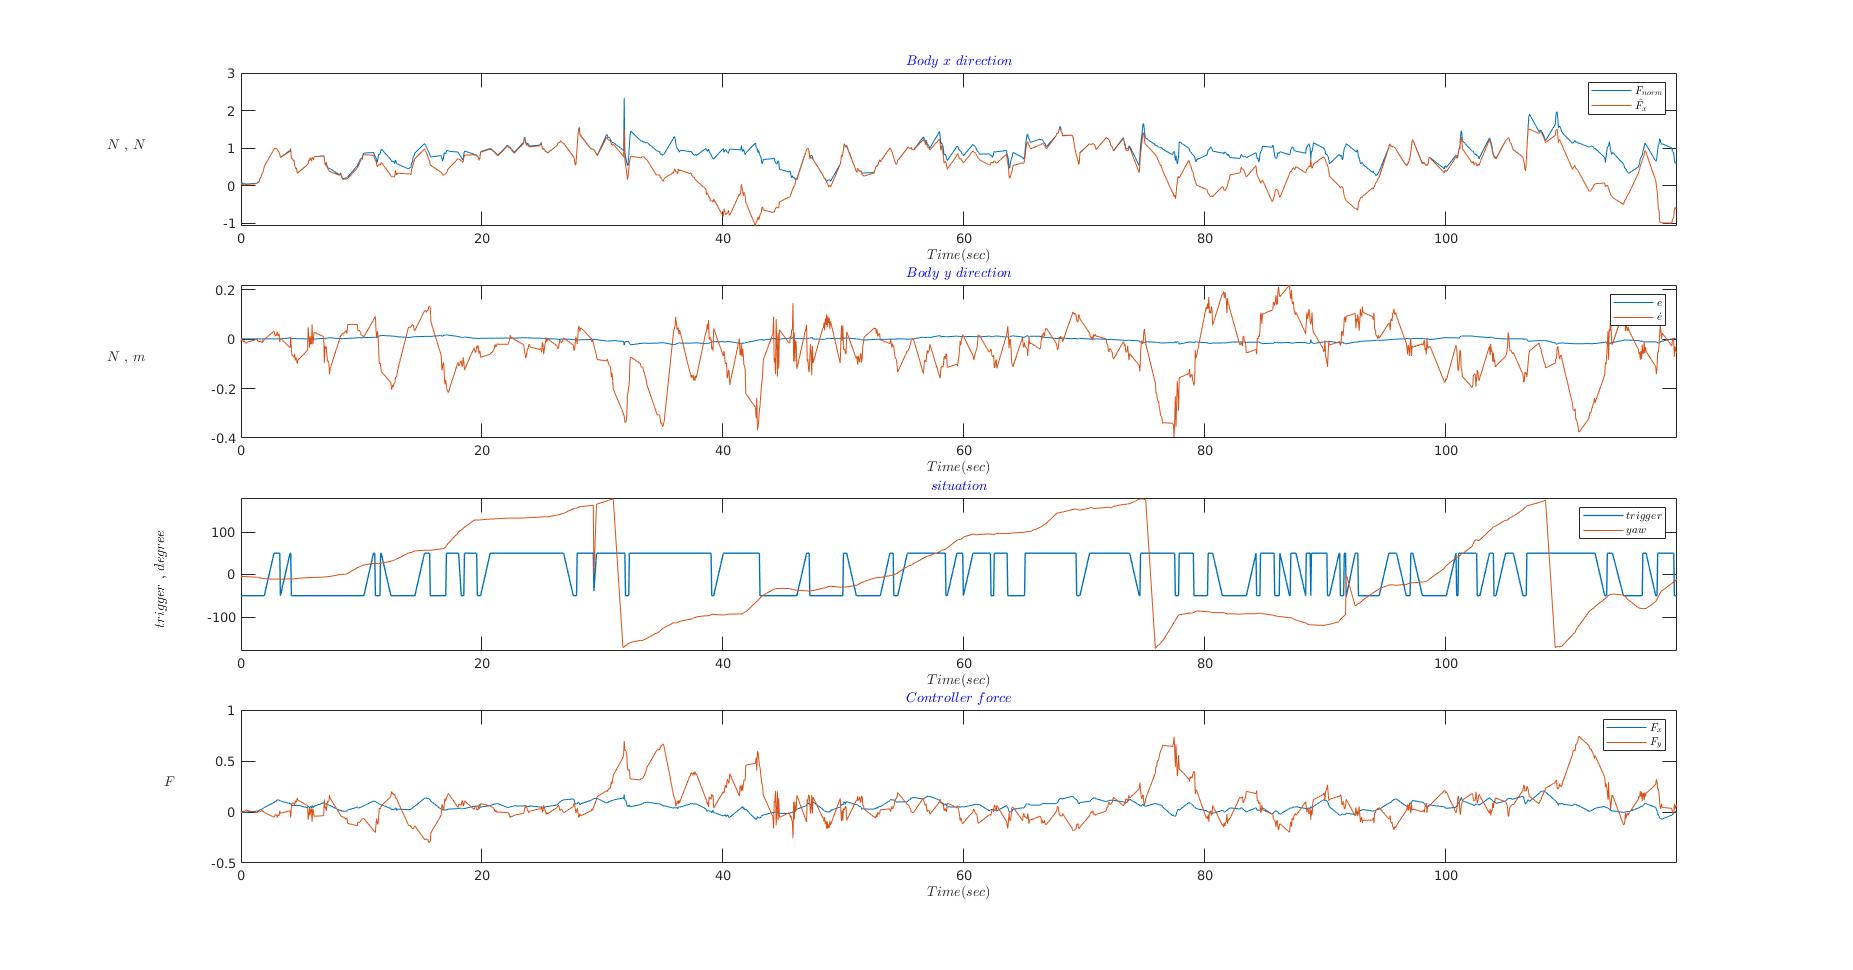 Body x direction
3
2
1
0
-1
N , N
F_norm
F̂_x
0 20 40 60 80 100
Time(sec)
Body y direction
0.2
0
-0.2
-0.4
N , m
e
ė
0 20 40 60 80 100
Time(sec)
situation
100
0
-100
trigger , degree
trigger
yaw
0 20 40 60 80 100
Time(sec)
Controller force
1
0.5
0
-0.5
F
F_x
F_y
0 20 40 60 80 100
Time(sec)